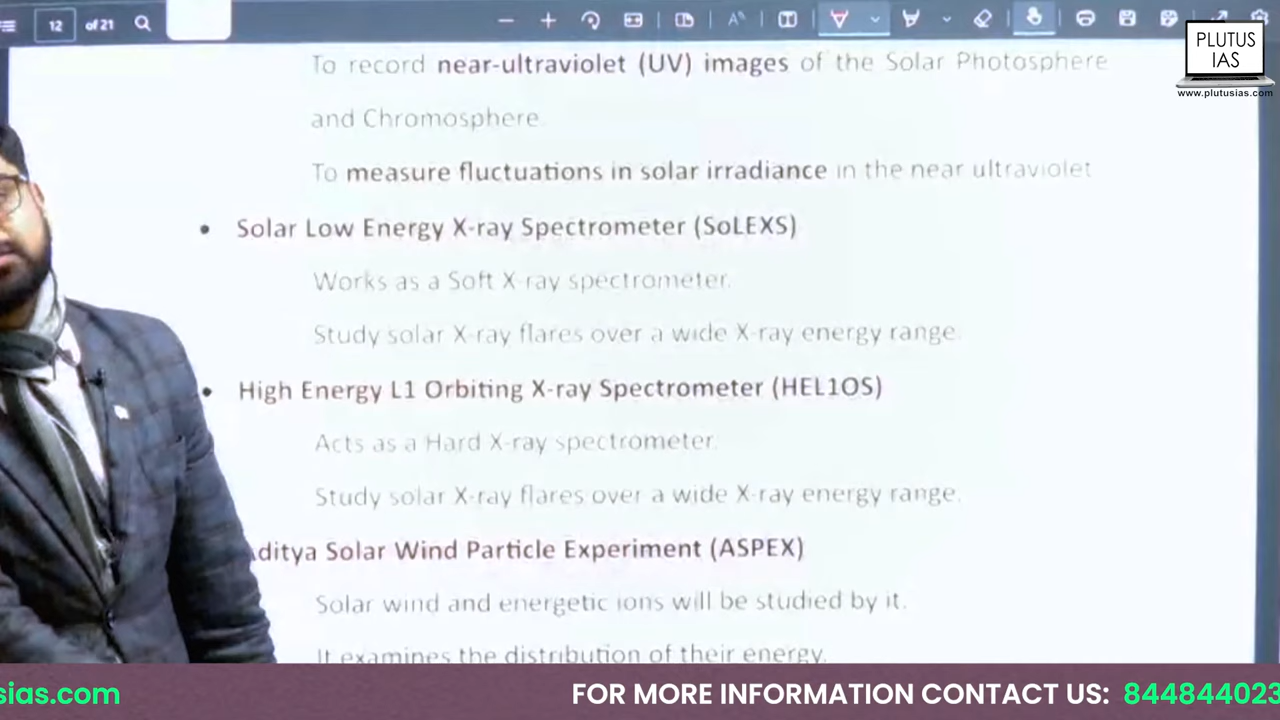 12 of 21
PLUTUS
IAS
www.plutusias.com
To record near-ultraviolet (UV) images of the Solar Photosphere
and Chromosphere.
To measure fluctuations in solar irradiance in the near ultraviolet
• Solar Low Energy X-ray Spectrometer (SoLEXS)
Works as a Soft X-ray spectrometer.
Study solar X-ray flares over a wide X-ray energy range.
• High Energy L1 Orbiting X-ray Spectrometer (HEL1OS)
Acts as a Hard X-ray spectrometer.
Study solar X-ray flares over a wide X-ray energy range.
ditya Solar Wind Particle Experiment (ASPEX)
Solar wind and energetic ions will be studied by it.
It examines the distribution of their energy.
sias.com FOR MORE INFORMATION CONTACT US: 844844023